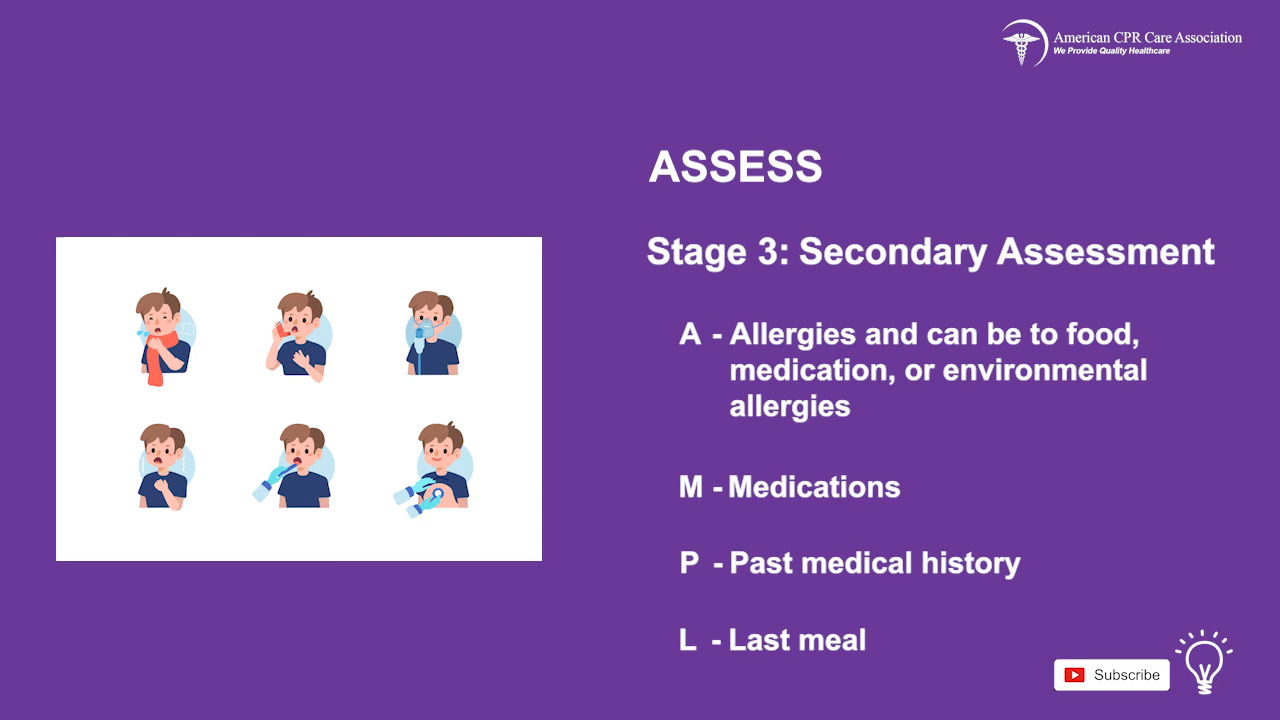 American CPR Care Association
We Provide Quality Healthcare
ASSESS
Stage 3: Secondary Assessment
A - Allergies and can be to food,
medication, or environmental
allergies
M - Medications
P - Past medical history
L - Last meal
Subscribe